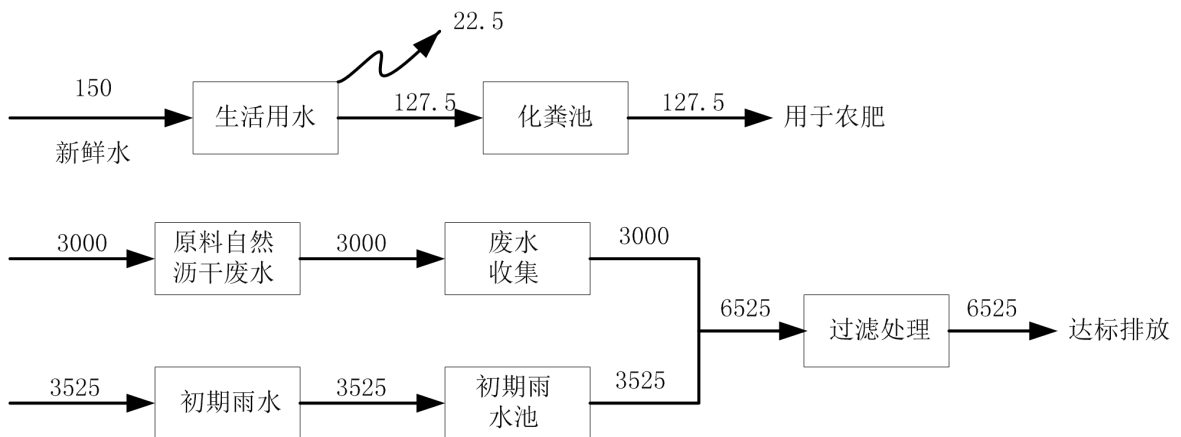 22.5
150
生活用水
127.5
化粪池
127.5
用于农肥
新鲜水
3000
原料自然
沥干废水
3000
废水
收集
3000
6525
过滤处理
6525
达标排放
3525
初期雨水
3525
初期雨
水池
3525